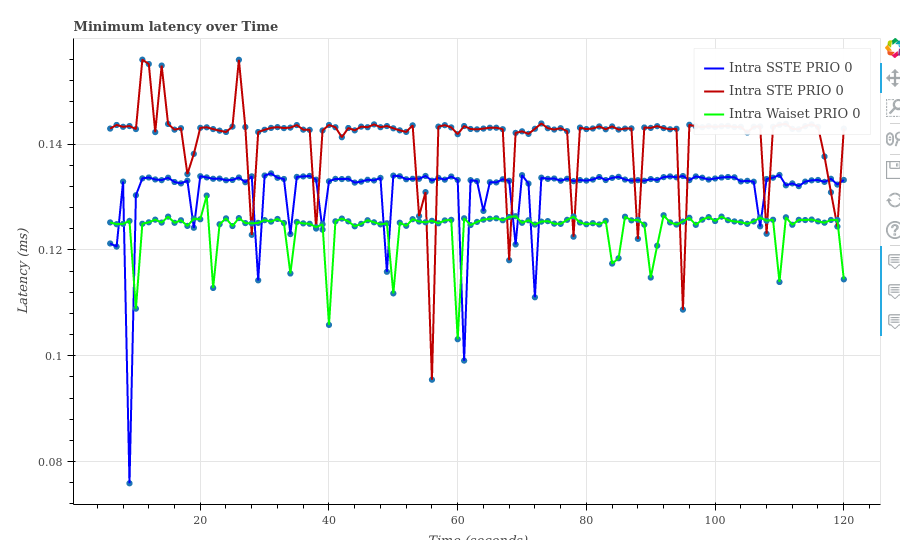 Minimum latency over Time
Intra SSTE PRIO 0
Intra STE PRIO 0
Intra Waiset PRIO 0
Latency (ms)
0.14
0.12
0.1
0.08
20
40
60
80
100
120
Time (seconds)